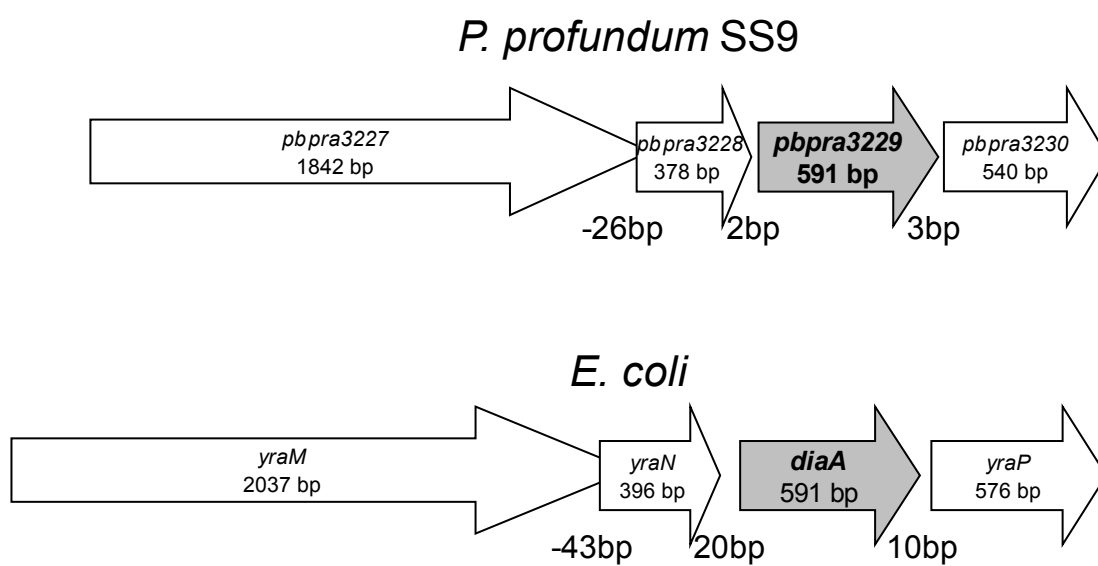 P. profundum SS9
pbpra3227
1842 bp
pbpra3228
378 bp
pbpra3229
591 bp
pbpra3230
540 bp
-26bp
2bp
3bp
E. coli
yraM
2037 bp
yraN
396 bp
diaA
591 bp
yraP
576 bp
-43bp
20bp
10bp